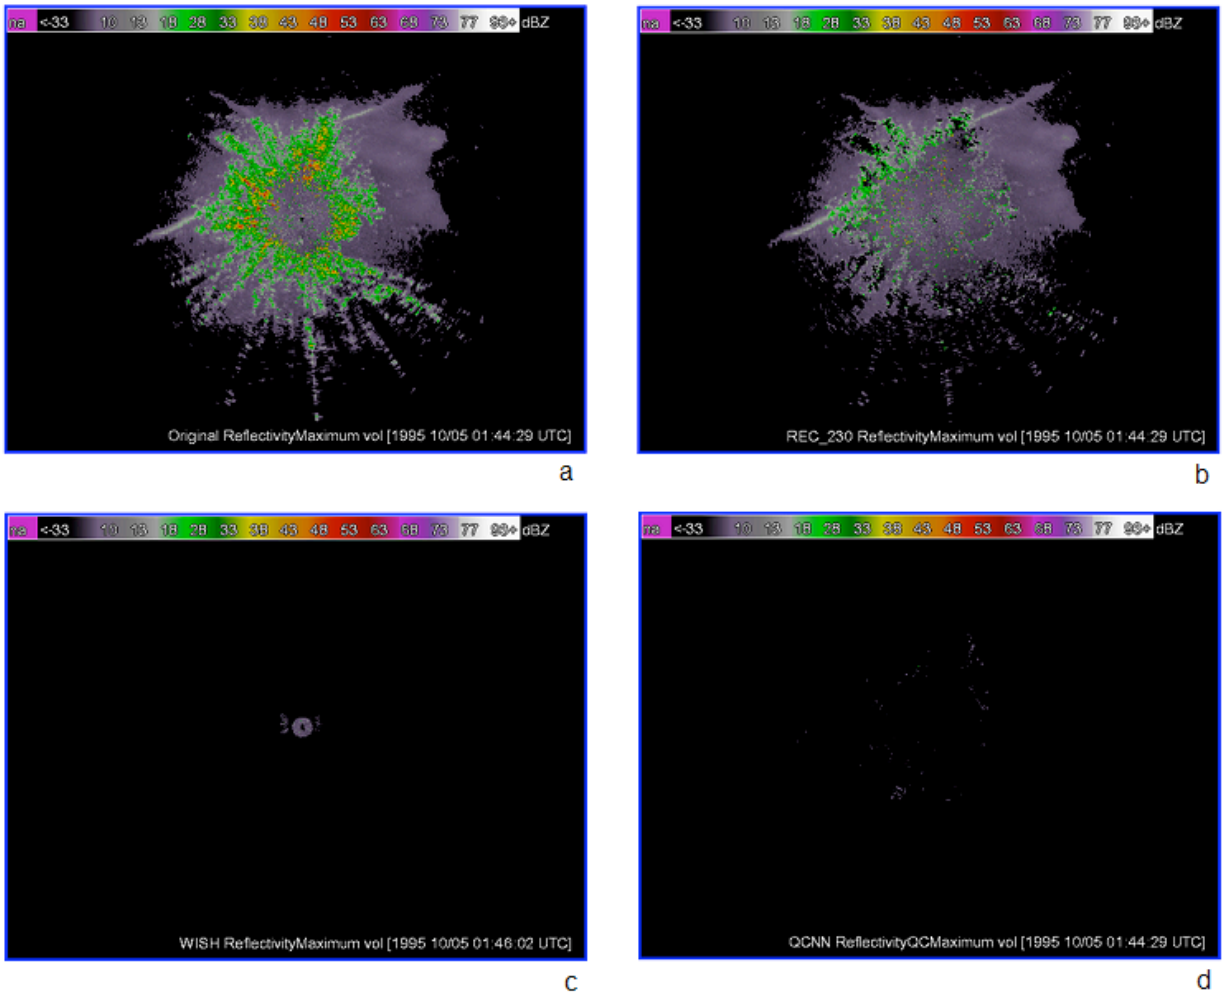 na <-33 10 13 18 28 33 38 43 48 53 63 68 73 77 93+ dBZ
na <-33 10 13 18 28 33 38 43 48 53 63 68 73 77 93+ dBZ
Original ReflectivityMaximum vol [1995 10/05 01:44:29 UTC]
REC_230 ReflectivityMaximum vol [1995 10/05 01:44:29 UTC]
a
b
na <-33 10 13 18 28 33 38 43 48 53 63 68 73 77 93+ dBZ
na <-33 10 13 18 28 33 38 43 48 53 63 68 73 77 93+ dBZ
WISH ReflectivityMaximum vol [1995 10/05 01:46:02 UTC]
QCNN ReflectivityQCMaximum vol [1995 10/05 01:44:29 UTC]
c
d